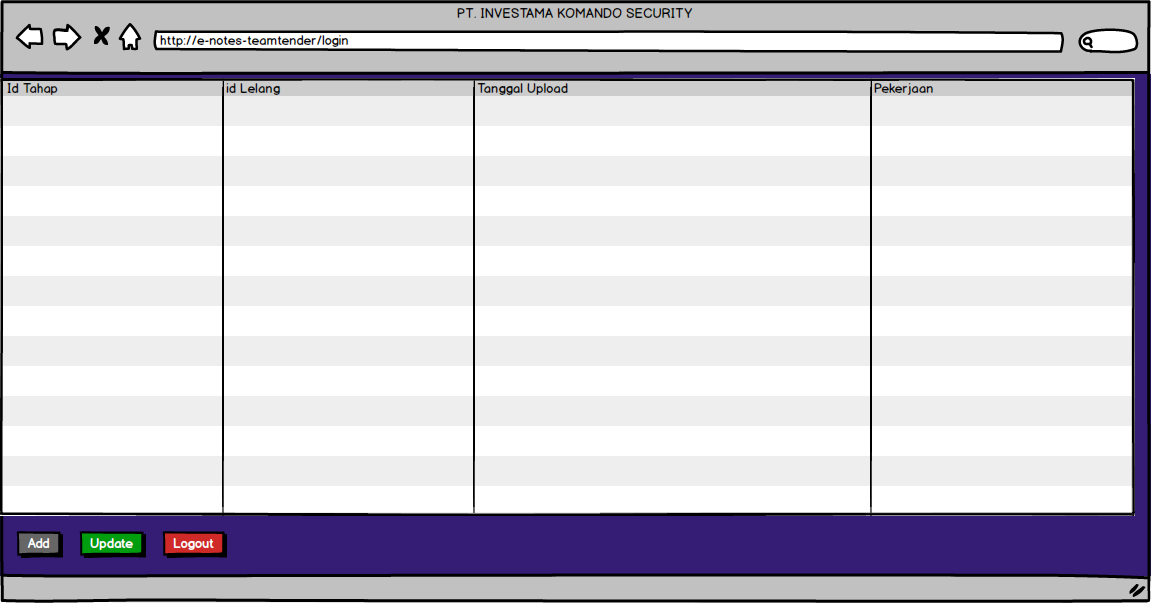 PT. INVESTAMA KOMANDO SECURITY
http://e-notes-teamtender/login
Id Tahap id Lelang Tanggal Upload Pekerjaan
Add Update Logout